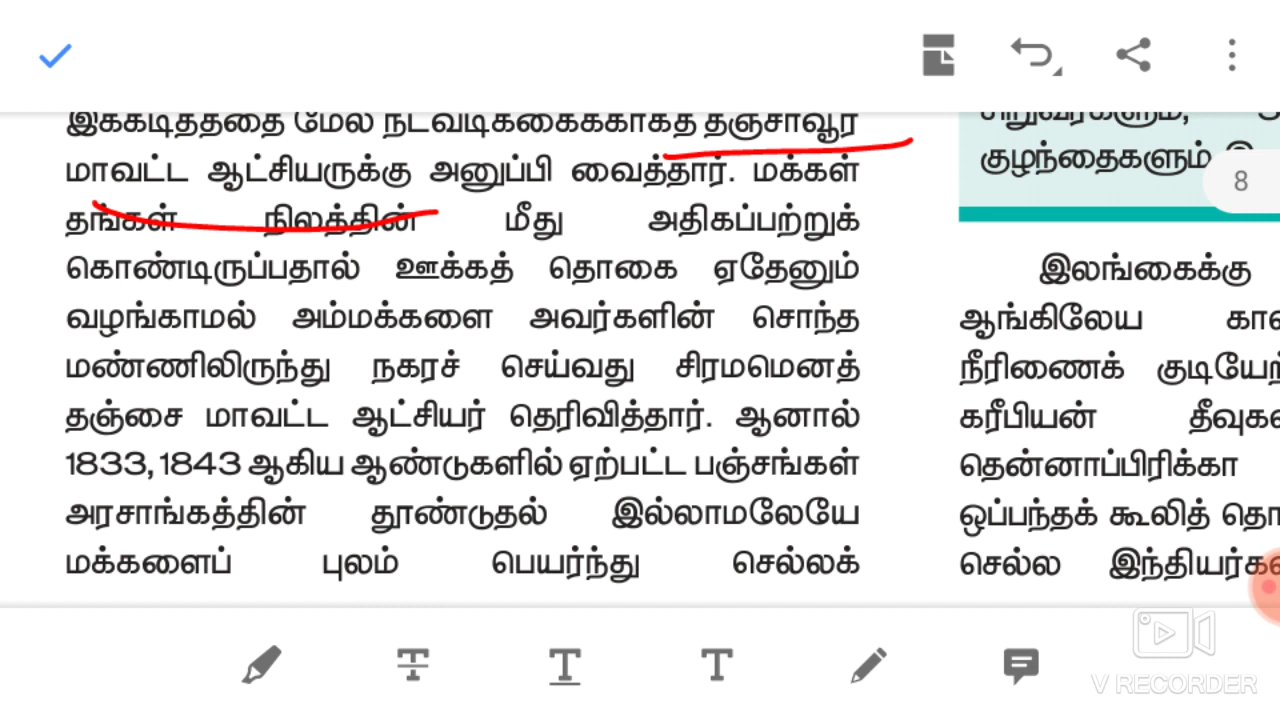 இக்கடிதத்தை மேல் நடவடிக்கைக்காகத் தஞ்சாவூர்
மாவட்ட ஆட்சியருக்கு அனுப்பி வைத்தார். மக்கள்
தங்கள் நிலத்தின் மீது அதிகப்பற்றுக்
கொண்டிருப்பதால் ஊக்கத் தொகை ஏதேனும்
வழங்காமல் அம்மக்களை அவர்களின் சொந்த
மண்ணிலிருந்து நகரச் செய்வது சிரமமெனத்
தஞ்சை மாவட்ட ஆட்சியர் தெரிவித்தார். ஆனால்
1833, 1843 ஆகிய ஆண்டுகளில் ஏற்பட்ட பஞ்சங்கள்
அரசாங்கத்தின் தூண்டுதல் இல்லாமலேயே
மக்களைப் புலம் பெயர்ந்து செல்லக்
சிறுவர்களும்,
குழந்தைகளும்
8
இலங்கைக்கு
ஆங்கிலேய
நீரிணைக்
கரீபியன்
தென்னாப்பிரிக்கா
ஒப்பந்தக் கூலித்
செல்ல
V RECORDER